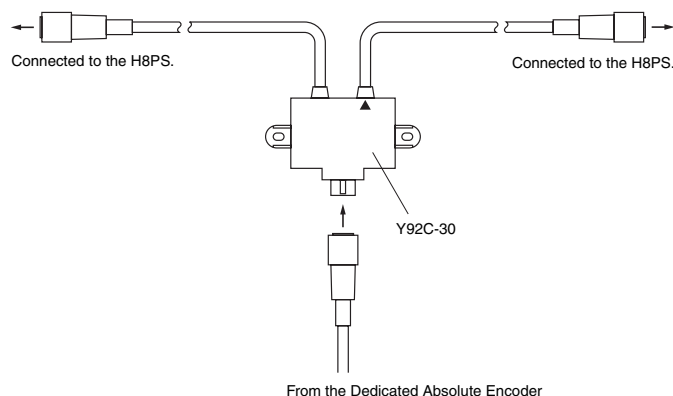 Connected to the H8PS.
Connected to the H8PS.
Y92C-30
From the Dedicated Absolute Encoder